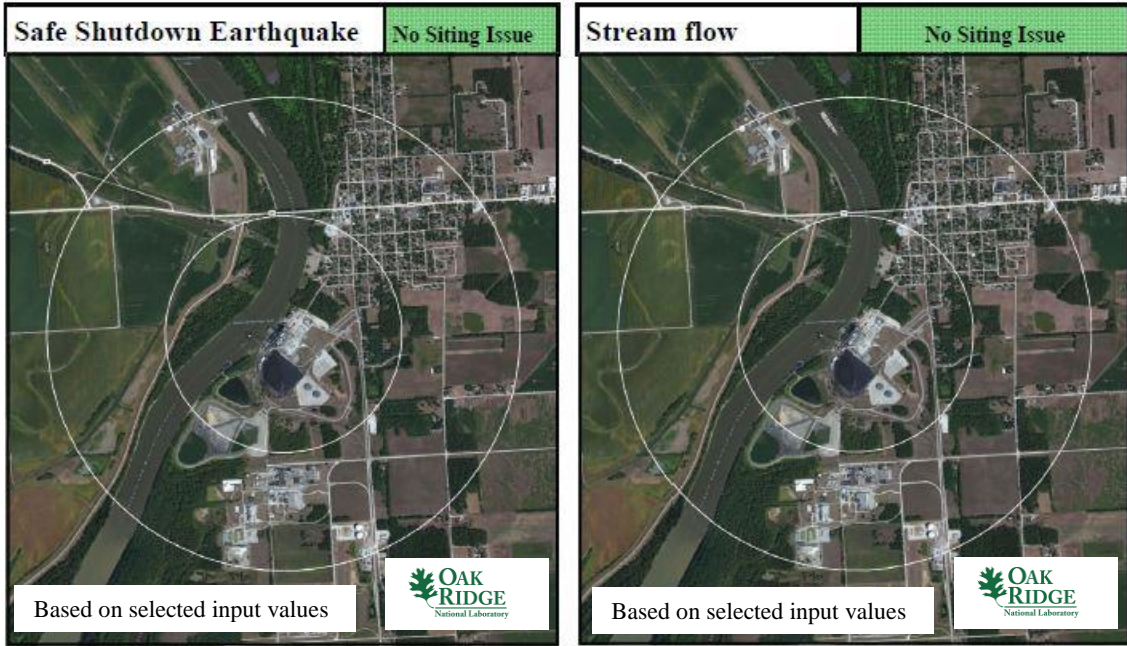 Safe Shutdown Earthquake
No Siting Issue
Based on selected input values
OAK
RIDGE
National Laboratory
Stream flow
No Siting Issue
Based on selected input values
OAK
RIDGE
National Laboratory